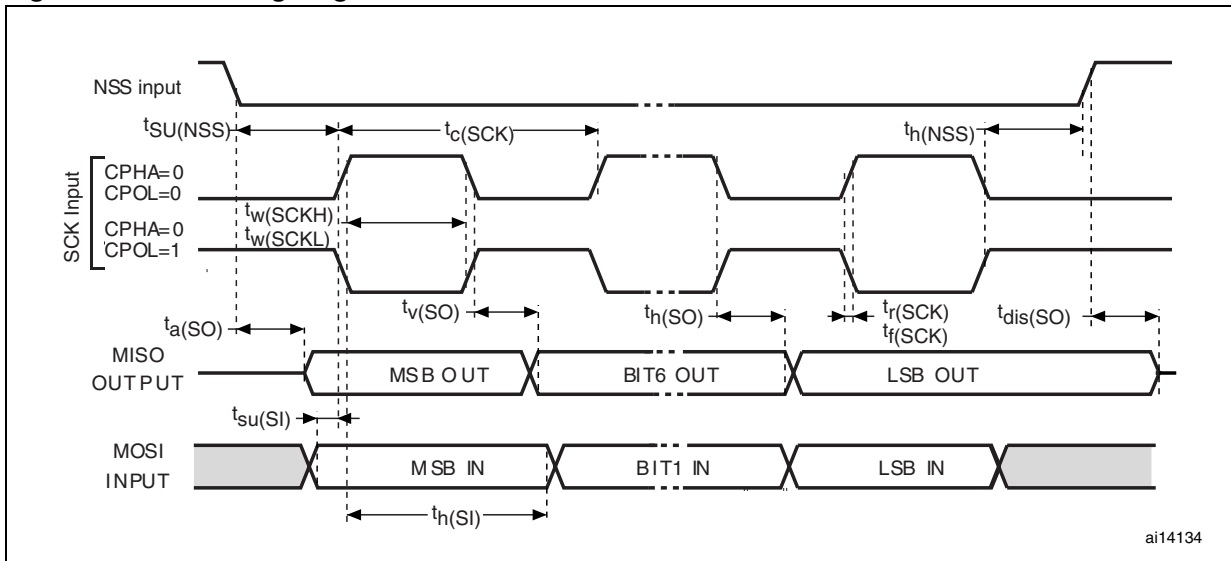 NSS input
tSU(NSS)
tc(SCK)
th(NSS)
SCK Input
CPHA=0
CPOL=0
tw(SCKH)
CPHA=0
tw(SCKL)
CPOL=1
tv(SO)
th(SO)
tr(SCK)
tf(SCK)
tdis(SO)
ta(SO)
MISO
OUTPUT
MSB OUT
BIT6 OUT
LSB OUT
tsu(SI)
MOSI
INPUT
MSB IN
BIT1 IN
LSB IN
th(SI)
ai14134